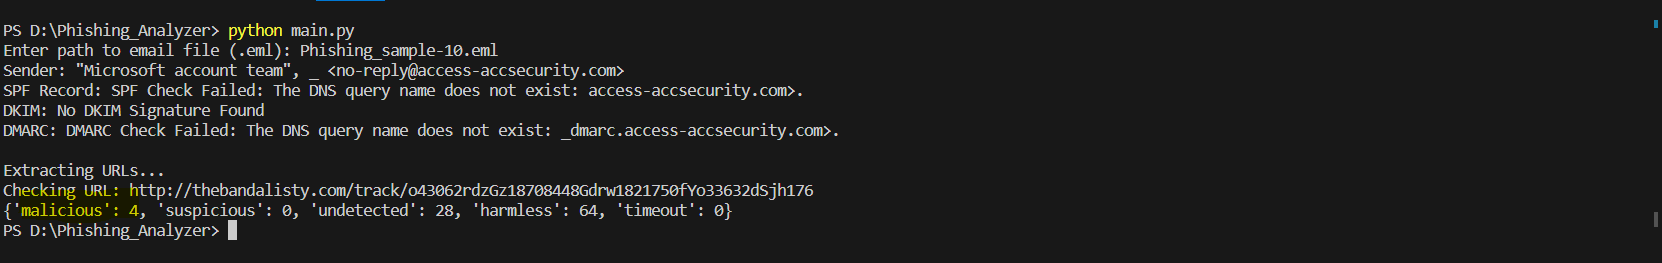 PS D:\Phishing_Analyzer> python main.py
Enter path to email file (.eml): Phishing_sample-10.eml
Sender: "Microsoft account team", _ <no-reply@access-accsecurity.com>
SPF Record: SPF Check Failed: The DNS query name does not exist: access-accsecurity.com>.
DKIM: No DKIM Signature Found
DMARC: DMARC Check Failed: The DNS query name does not exist: _dmarc.access-accsecurity.com>.
Extracting URLs...
Checking URL: http://thebandalisty.com/track/o43062rdzGz18708448Gdrw1821750fYo33632dSjh176
{'malicious': 4, 'suspicious': 0, 'undetected': 28, 'harmless': 64, 'timeout': 0}
PS D:\Phishing_Analyzer>